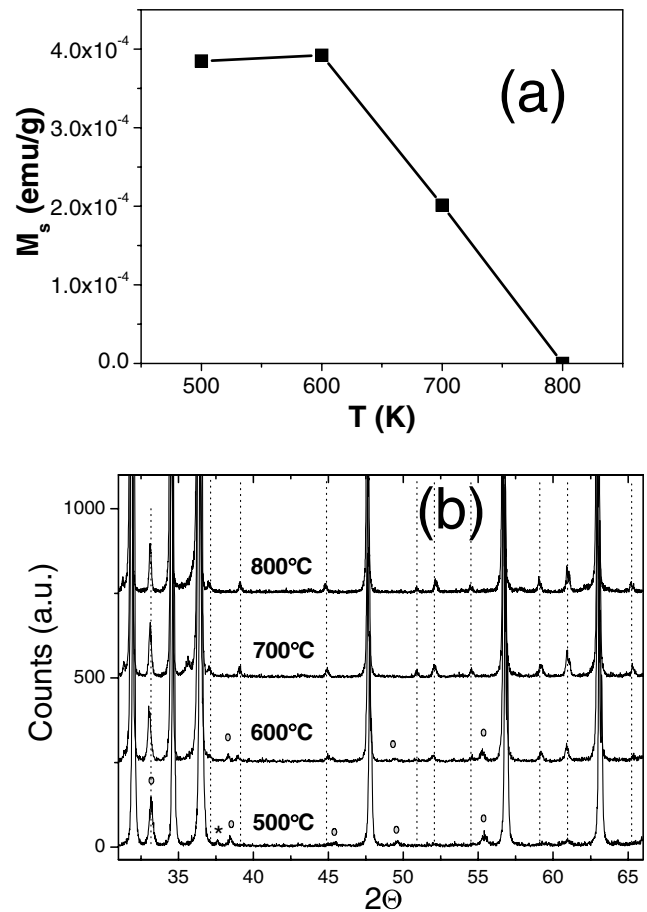 4.0x10-4
3.0x10-4
2.0x10-4
1.0x10-4
0.0
Ms (emu/g)
(a)
500 600 700 800
T (K)
(b)
1000
500
0
Counts (a.u.)
800°C
700°C
600°C
o o o
o
500°C
* o o o o
35 40 45 50 55 60 65
2Θ